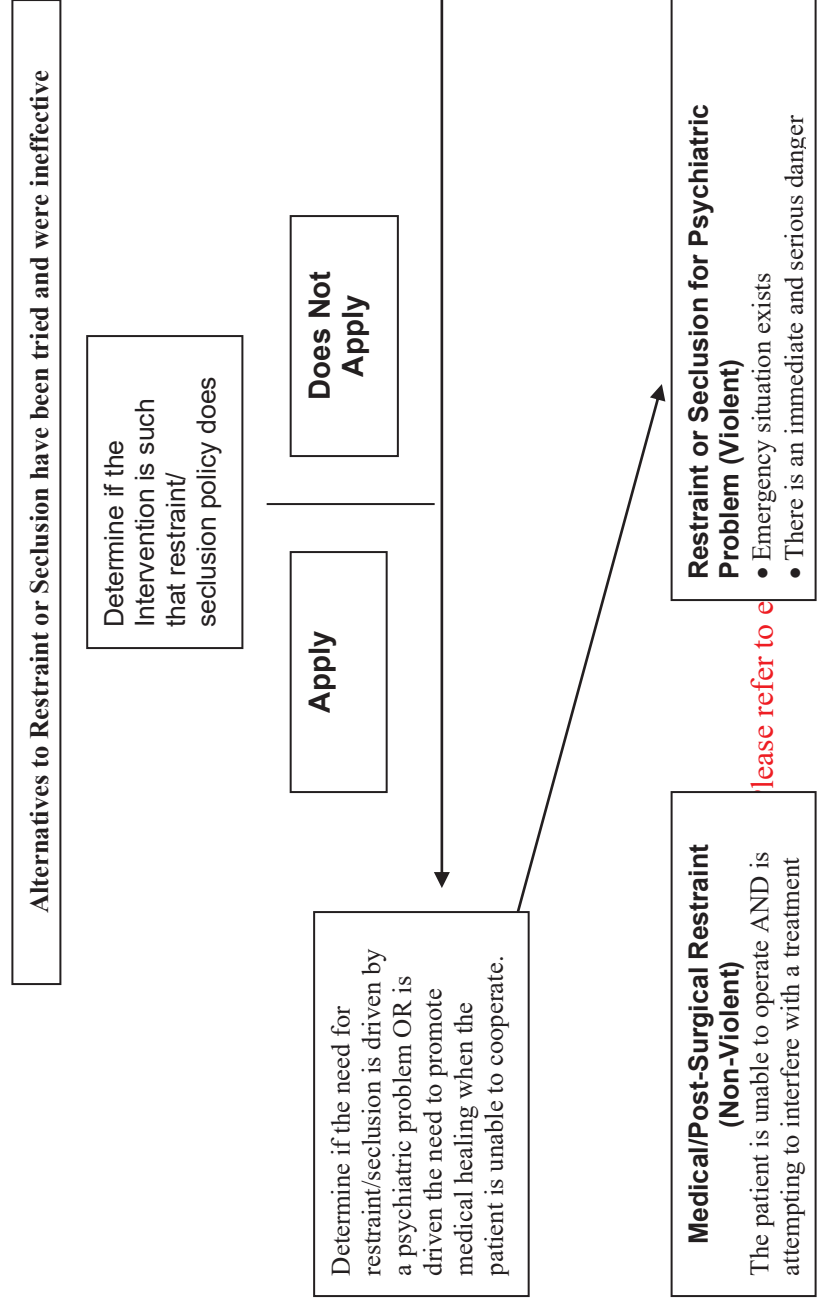 Alternatives to Restraint or Seclusion have been tried and were ineffective
Determine if the
Intervention is such
that restraint/
seclusion policy does
Apply
Does Not
Apply
Determine if the need for
restraint/seclusion is driven by
a psychiatric problem OR is
driven the need to promote
medical healing when the
patient is unable to cooperate.
Medical/Post-Surgical Restraint
(Non-Violent)
The patient is unable to operate AND is
attempting to interfere with a treatment
lease refer to e
Restraint or Seclusion for Psychiatric
Problem (Violent)
• Emergency situation exists
• There is an immediate and serious danger